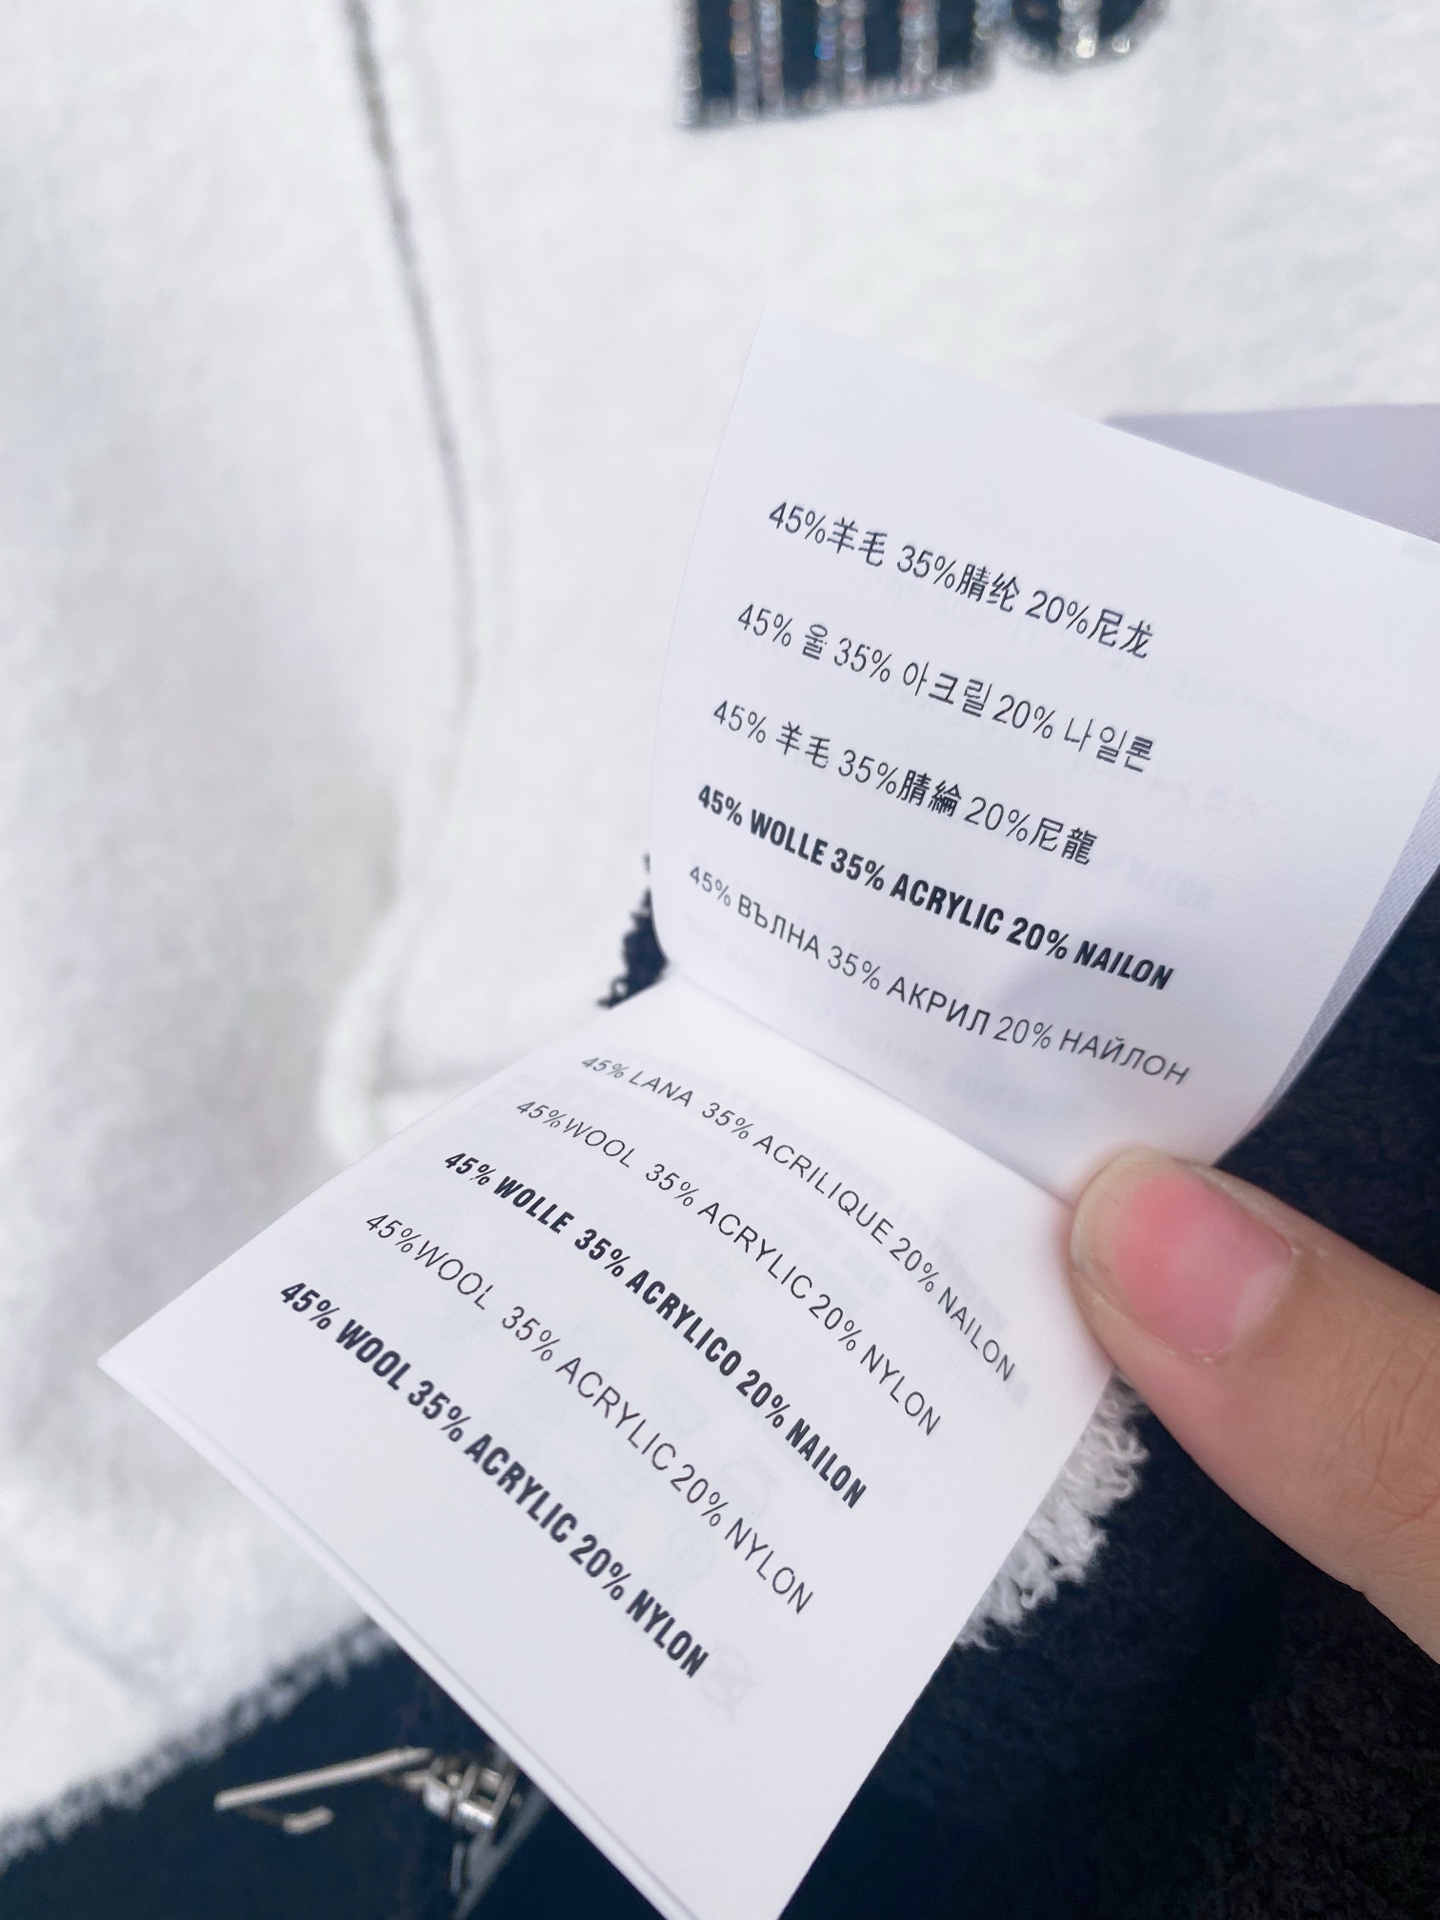 45%羊毛 35%腈纶 20%尼龙
45% 울 35% 아크릴 20% 나일론
45% 羊毛 35%腈綸 20%尼龍
45% WOLLE 35% ACRYLIC 20% NAILON
45% ВЪЛНА 35% АКРИЛ 20% НАЙЛОН
45% LANA 35% ACRILIQUE 20% NAILON
45%WOOL 35% ACRYLIC 20% NYLON
45% WOLLE 35% ACRYLICO 20% NAILON
45%WOOL 35% ACRYLIC 20% NYLON
45% WOOL 35% ACRYLIC 20% NYLON